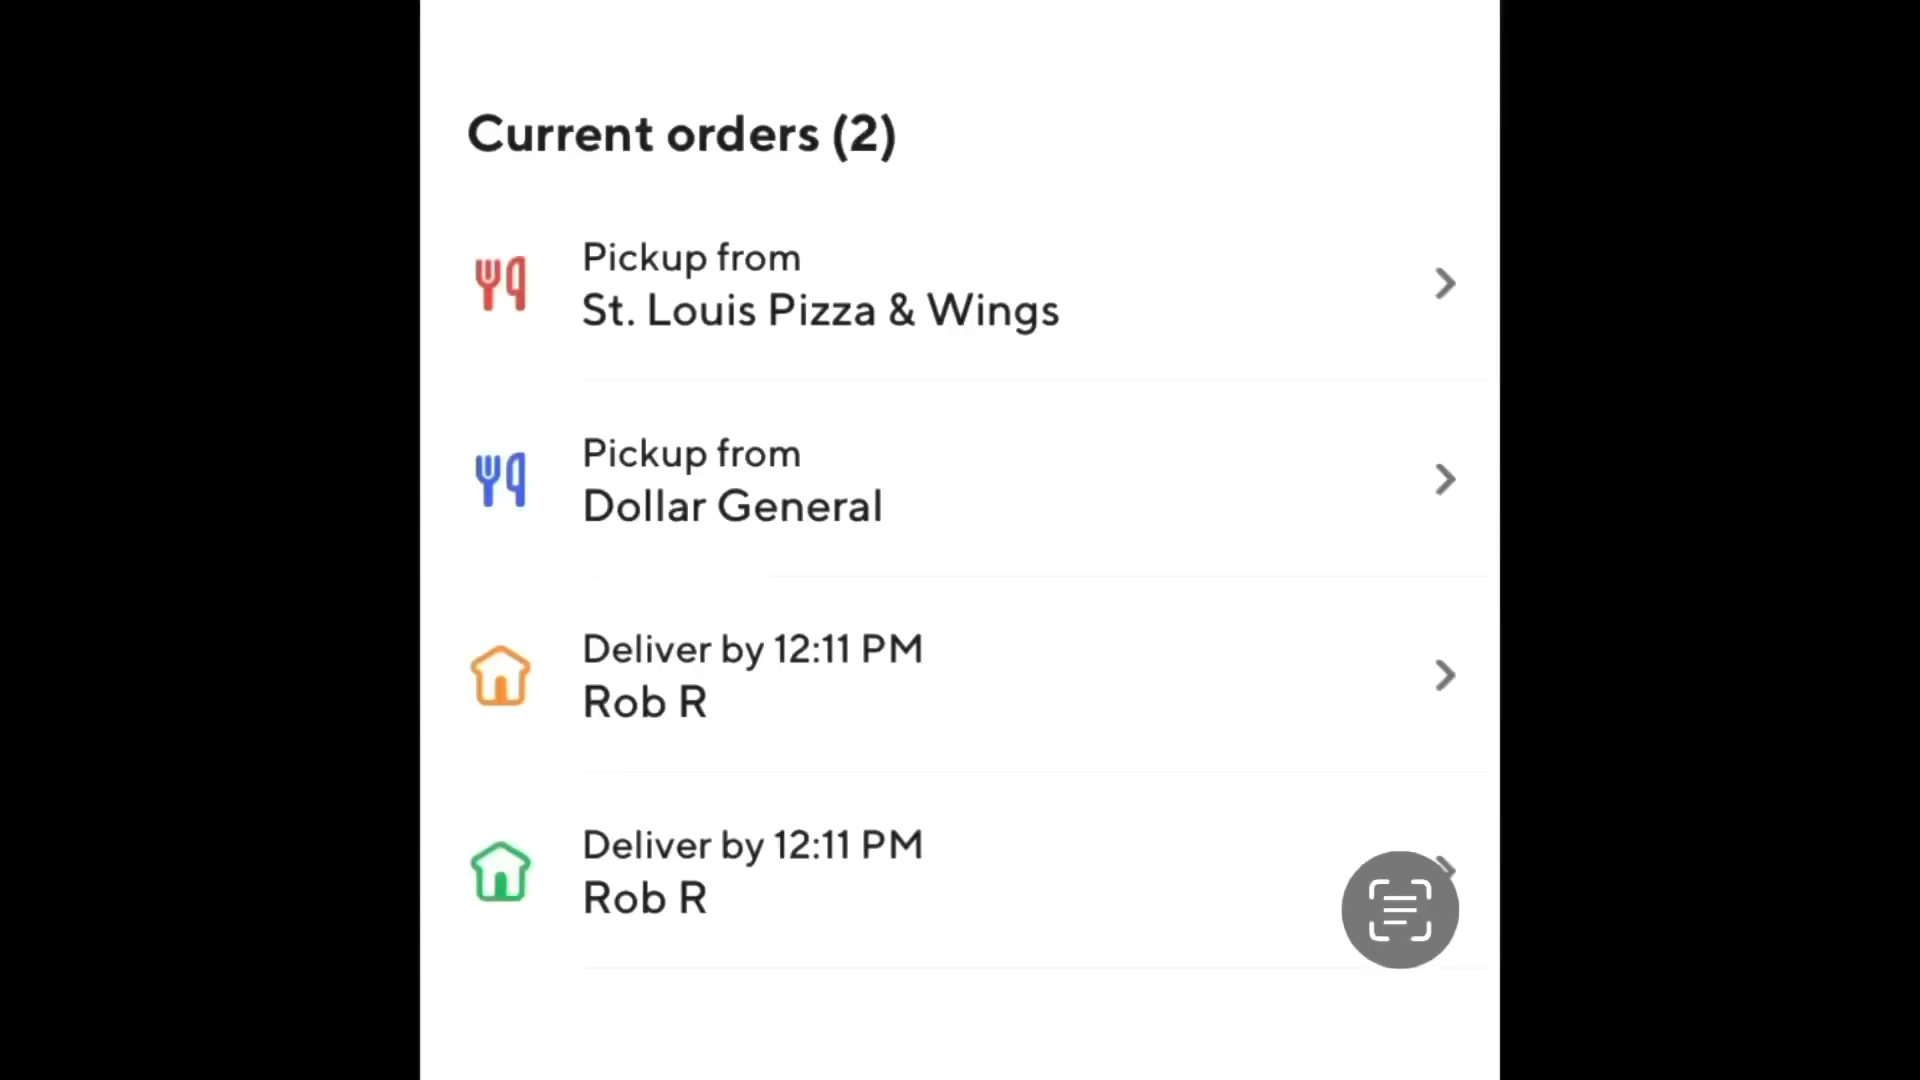 Current orders (2)
Pickup from
St. Louis Pizza & Wings
Pickup from
Dollar General
Deliver by 12:11 PM
Rob R
Deliver by 12:11 PM
Rob R